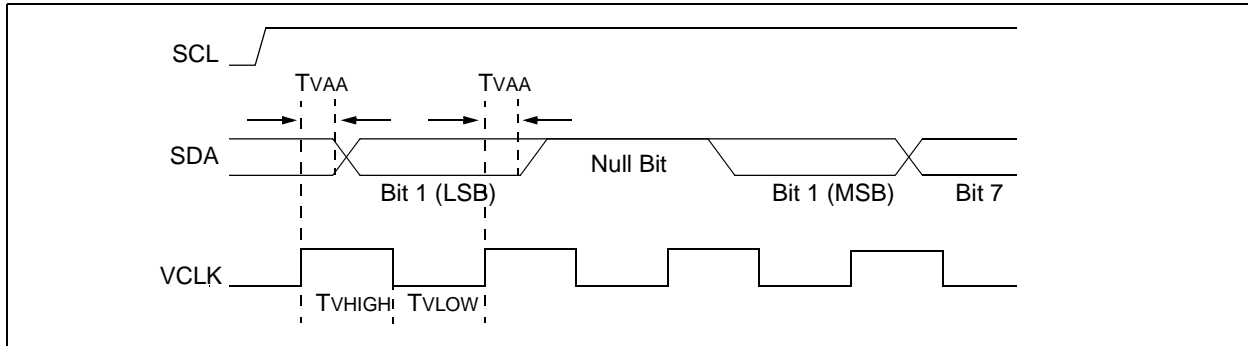 SCL
TVAA TVAA
SDA
Null Bit
Bit 1 (LSB) Bit 1 (MSB) Bit 7
VCLK
TVHIGH TVLOW